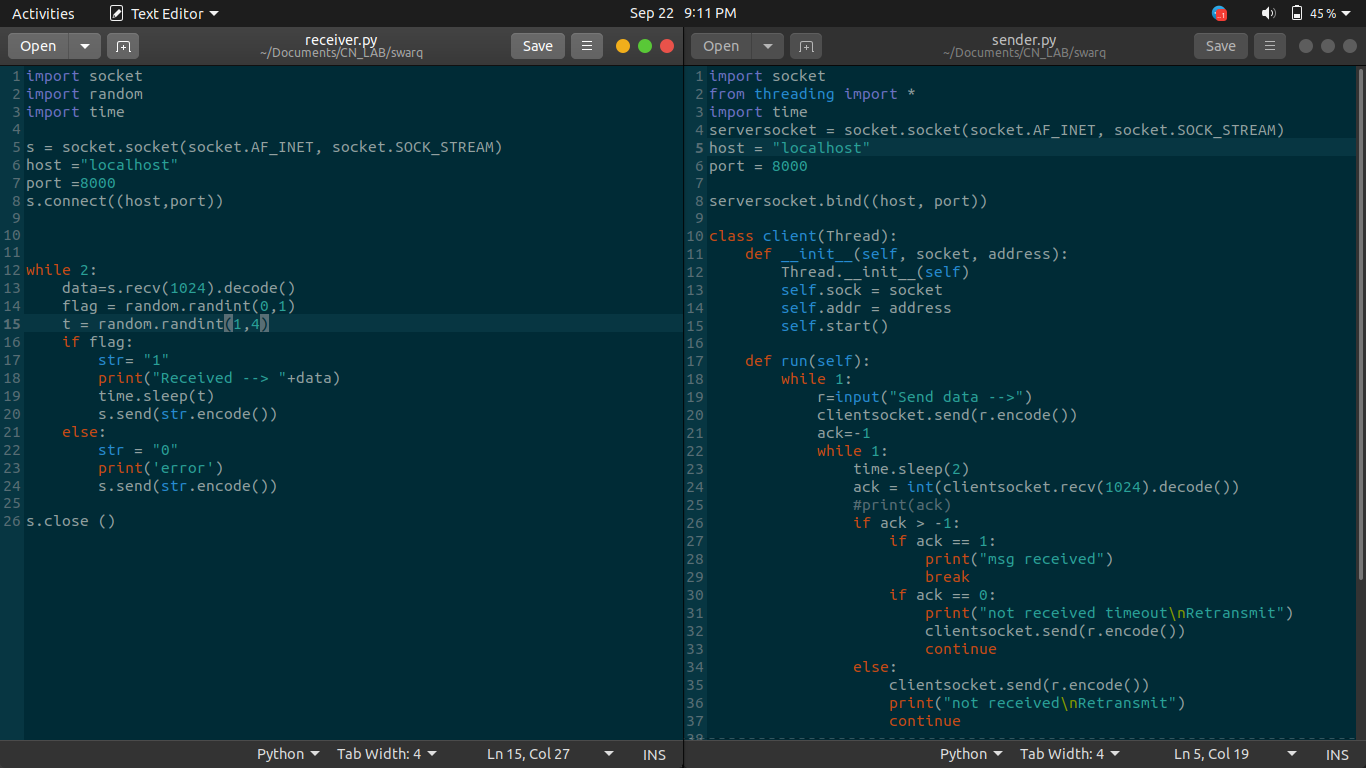 Activities Text Editor Sep 22 9:11 PM 45 %
Open receiver.py Save
~/Documents/CN_LAB/swarq
1 import socket
2 import random
3 import time
4
5 s = socket.socket(socket.AF_INET, socket.SOCK_STREAM)
6 host ="localhost"
7 port =8000
8 s.connect((host,port))
9
10
11
12 while 2:
13     data=s.recv(1024).decode()
14     flag = random.randint(0,1)
15     t = random.randint(1,4)
16     if flag:
17         str= "1"
18         print("Received --> "+data)
19         time.sleep(t)
20         s.send(str.encode())
21     else:
22         str = "0"
23         print('error')
24         s.send(str.encode())
25
26 s.close ()
Python Tab Width: 4 Ln 15, Col 27 INS
Open sender.py Save
~/Documents/CN_LAB/swarq
1 import socket
2 from threading import *
3 import time
4 serversocket = socket.socket(socket.AF_INET, socket.SOCK_STREAM)
5 host = "localhost"
6 port = 8000
7
8 serversocket.bind((host, port))
9
10 class client(Thread):
11     def __init__(self, socket, address):
12         Thread.__init__(self)
13         self.sock = socket
14         self.addr = address
15         self.start()
16
17     def run(self):
18         while 1:
19             r=input("Send data -->")
20             clientsocket.send(r.encode())
21             ack=-1
22             while 1:
23                 time.sleep(2)
24                 ack = int(clientsocket.recv(1024).decode())
25                 #print(ack)
26                 if ack > -1:
27                     if ack == 1:
28                         print("msg received")
29                         break
30                     if ack == 0:
31                         print("not received timeout\nRetransmit")
32                         clientsocket.send(r.encode())
33                         continue
34                 else:
35                     clientsocket.send(r.encode())
36                     print("not received\nRetransmit")
37                     continue
Python Tab Width: 4 Ln 5, Col 19 INS